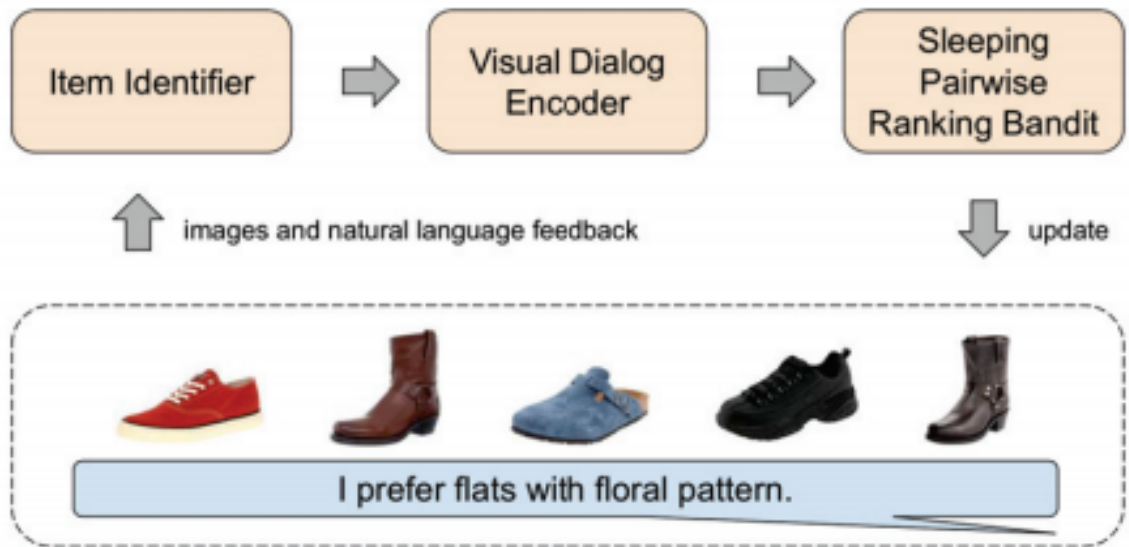 Item Identifier
Visual Dialog
Encoder
Sleeping
Pairwise
Ranking Bandit
images and natural language feedback
update
I prefer flats with floral pattern.